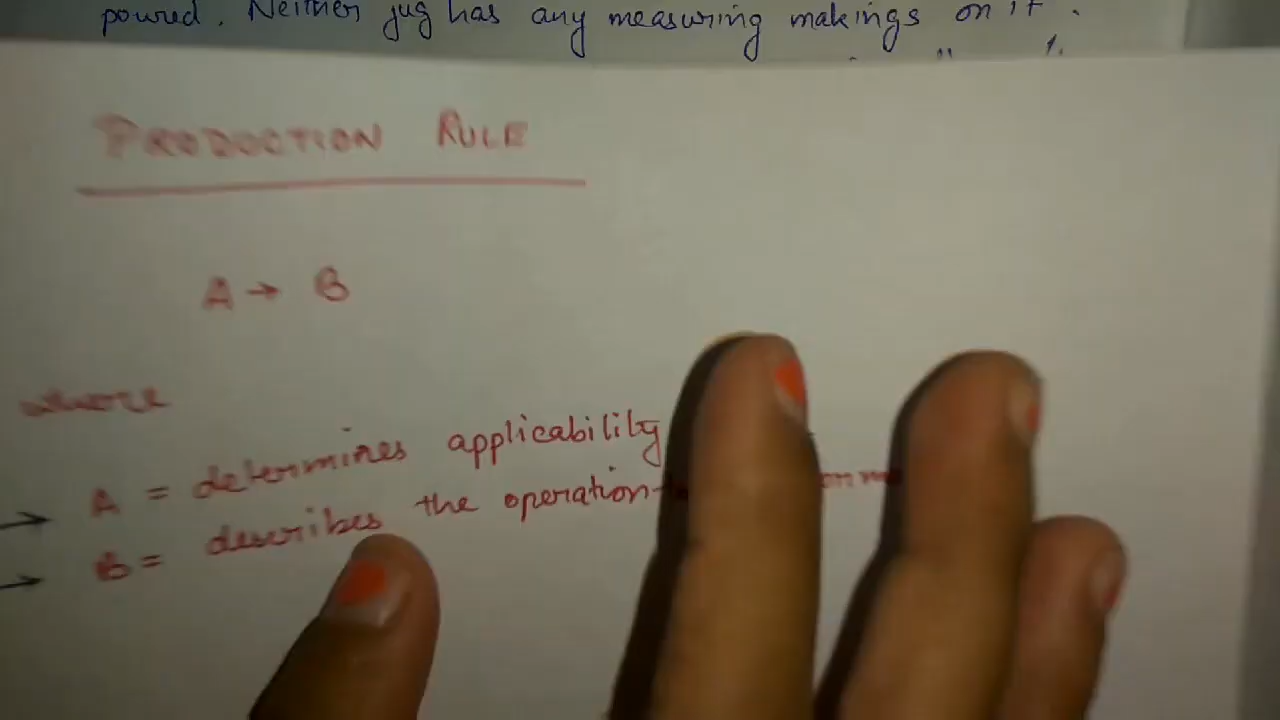 poured. Neither jug has any measuring makings on it.
PRODUCTION RULE
A → B
where
→ A = determines applicability
→ B = describes the operation